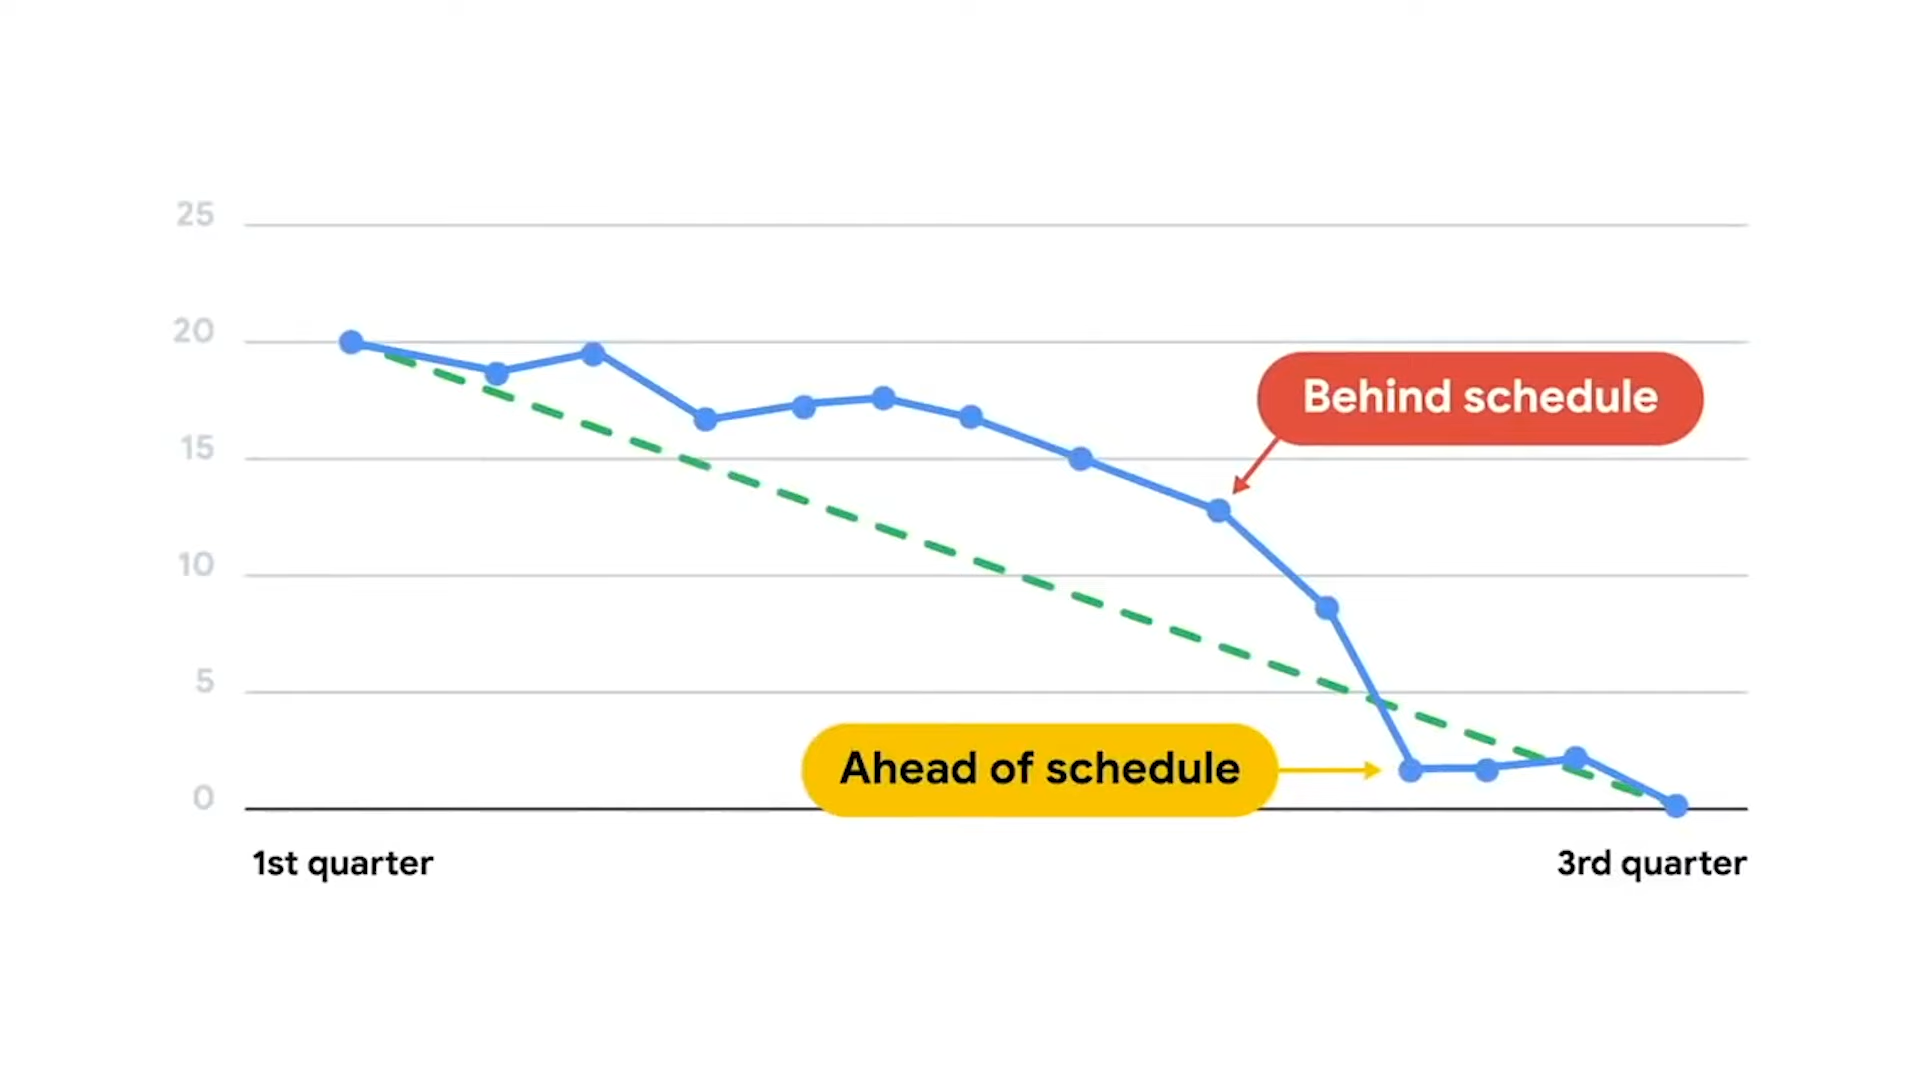 25
20
Behind schedule
15
10
5
Ahead of schedule
0
1st quarter
3rd quarter